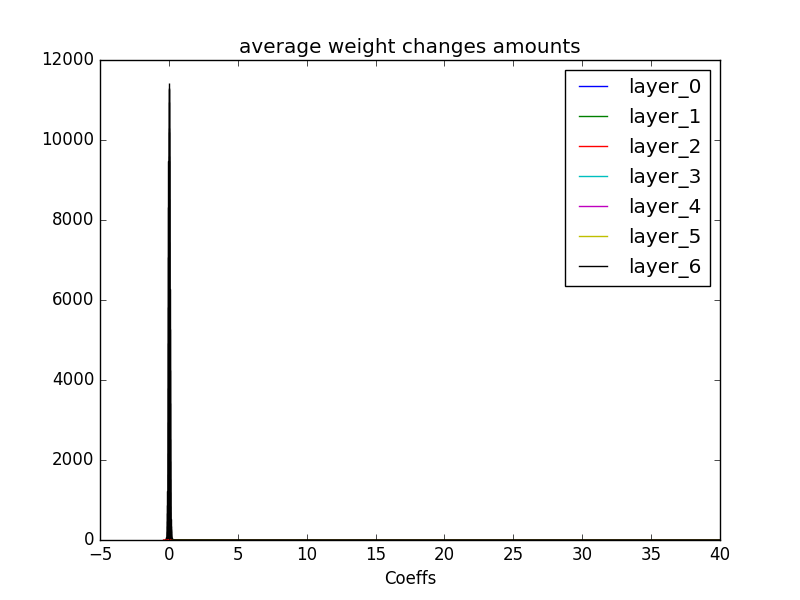 average weight changes amounts
12000
10000
8000
6000
4000
2000
0
layer_0
layer_1
layer_2
layer_3
layer_4
layer_5
layer_6
−5 0 5 10 15 20 25 30 35 40
Coeffs